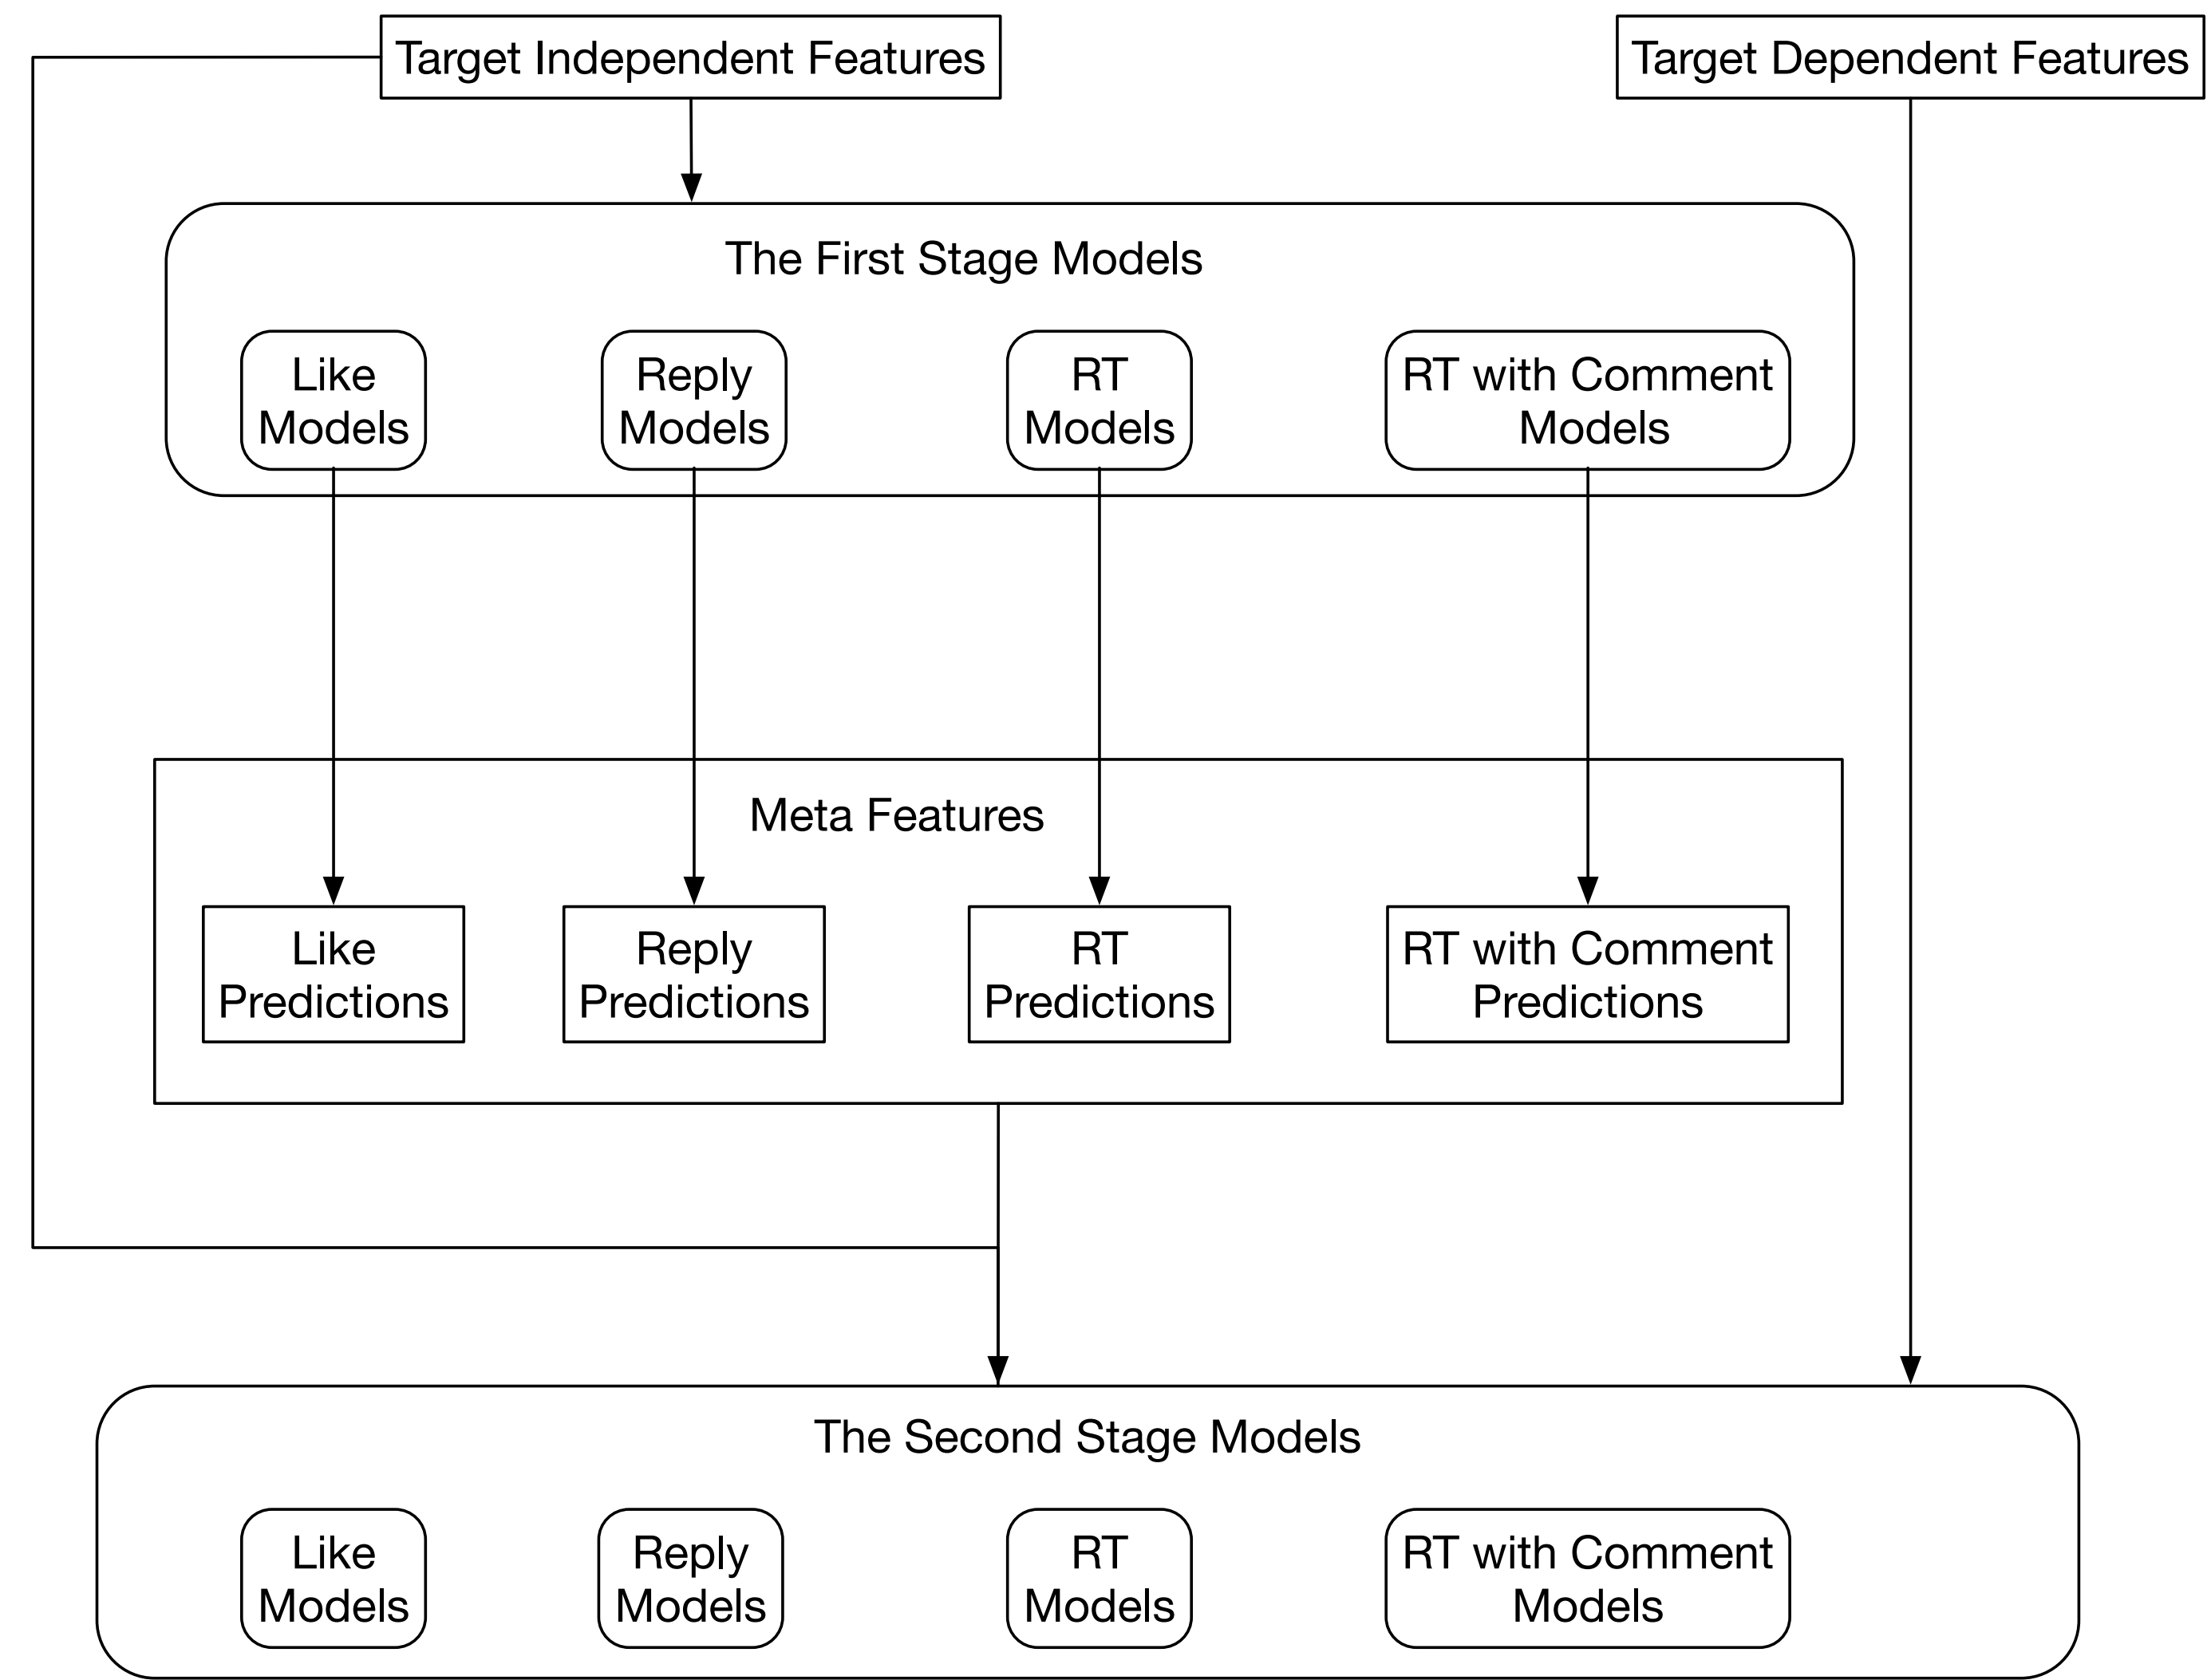 Target Independent Features
Target Dependent Features
The First Stage Models
Like
Models
Reply
Models
RT
Models
RT with Comment
Models
Meta Features
Like
Predictions
Reply
Predictions
RT
Predictions
RT with Comment
Predictions
The Second Stage Models
Like
Models
Reply
Models
RT
Models
RT with Comment
Models